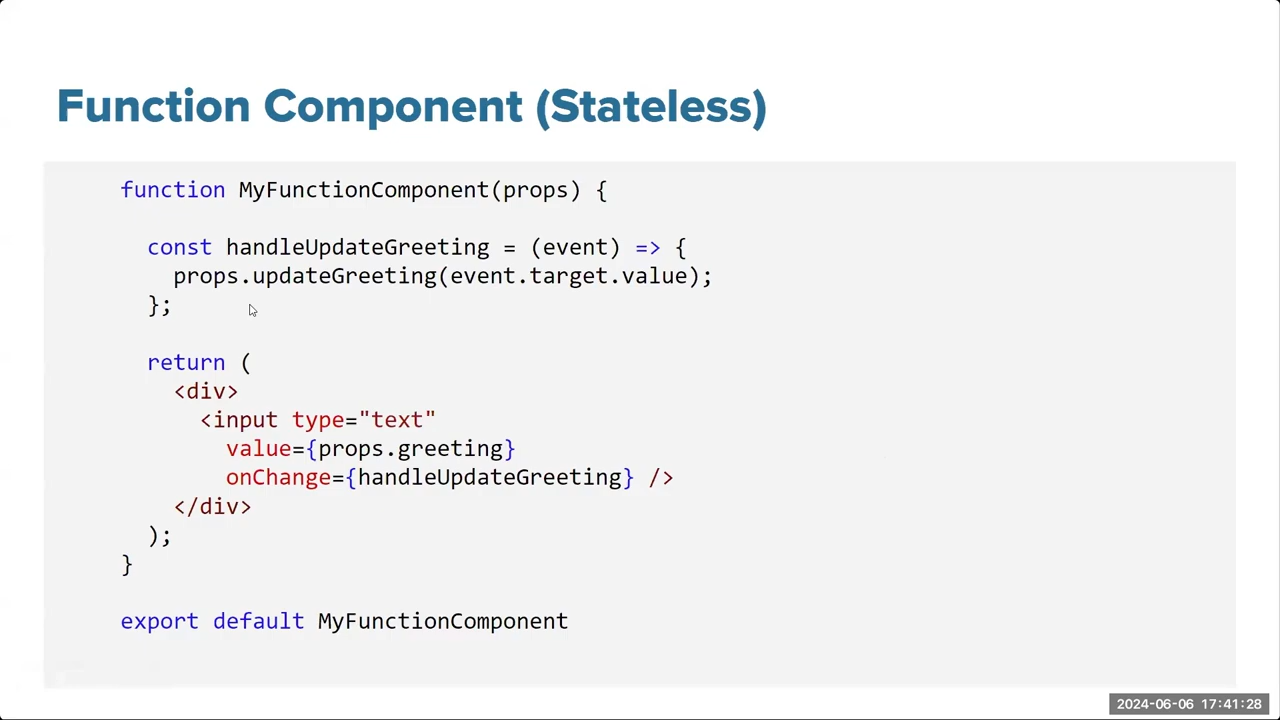 Function Component (Stateless)
function MyFunctionComponent(props) {
const handleUpdateGreeting = (event) => {
props.updateGreeting(event.target.value);
};
return (
<div>
<input type="text"
value={props.greeting}
onChange={handleUpdateGreeting} />
</div>
);
}
export default MyFunctionComponent
2024-06-06 17:41:28